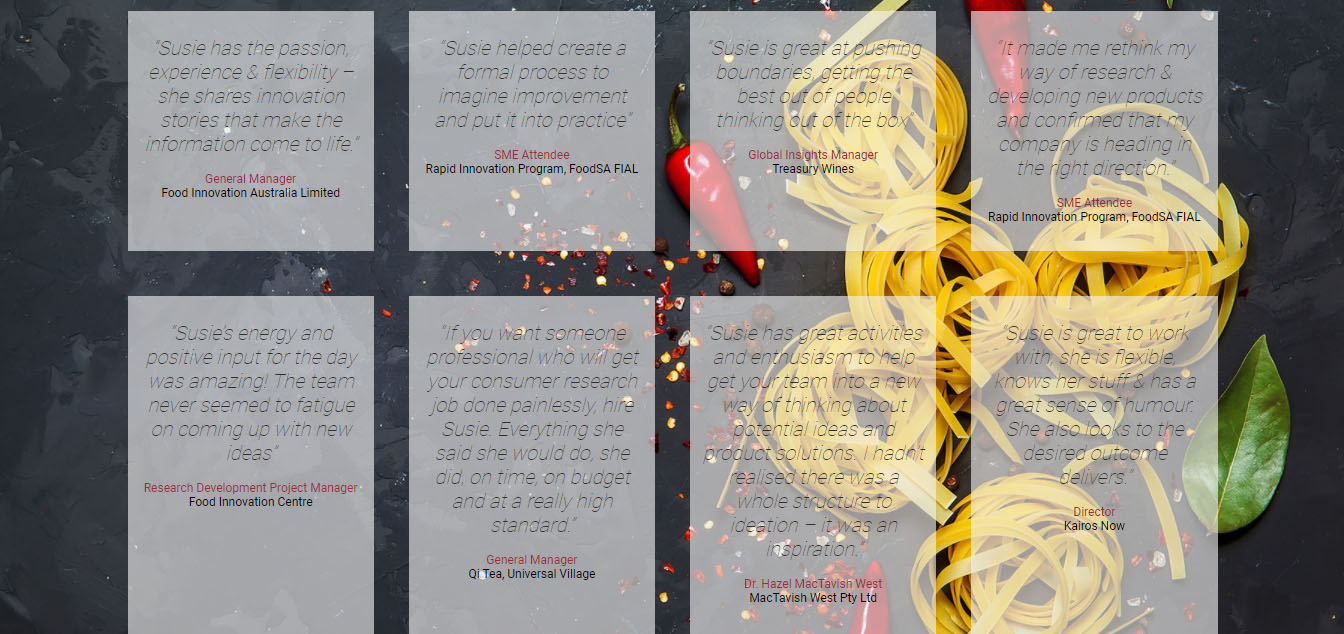 “Susie has the passion,
experience & flexibility –
she shares innovation
stories that make the
information come to life.”
General Manager
Food Innovation Australia Limited
“Susie helped create a
formal process to
imagine improvement
and put it into practice”
SME Attendee
Rapid Innovation Program, FoodSA FIAL
“Susie is great at pushing
boundaries, getting the
best out of people
thinking out of the box”
Global Insights Manager
Treasury Wines
“It made me rethink my
way of research &
developing new products
and confirmed that my
company is heading in
the right direction.”
SME Attendee
Rapid Innovation Program, FoodSA FIAL
“Susie’s energy and
positive input for the day
was amazing! The team
never seemed to fatigue
on coming up with new
ideas”
Research Development Project Manager
Food Innovation Centre
“If you want someone
professional who will get
your consumer research
job done painlessly, hire
Susie. Everything she
said she would do, she
did, on time, on budget
and at a really high
standard.”
General Manager
Qi Tea, Universal Village
“Susie has great activities
and enthusiasm to help
get your team into a new
way of thinking about
potential ideas and
product solutions. I hadn’t
realised there was a
whole structure to
ideation – it was an
inspiration.”
Dr. Hazel MacTavish West
MacTavish West Pty Ltd
“Susie is great to work
with, she is flexible,
knows her stuff & has a
great sense of humour.
She also looks to the
desired outcome
delivers.”
Director
Kairos Now